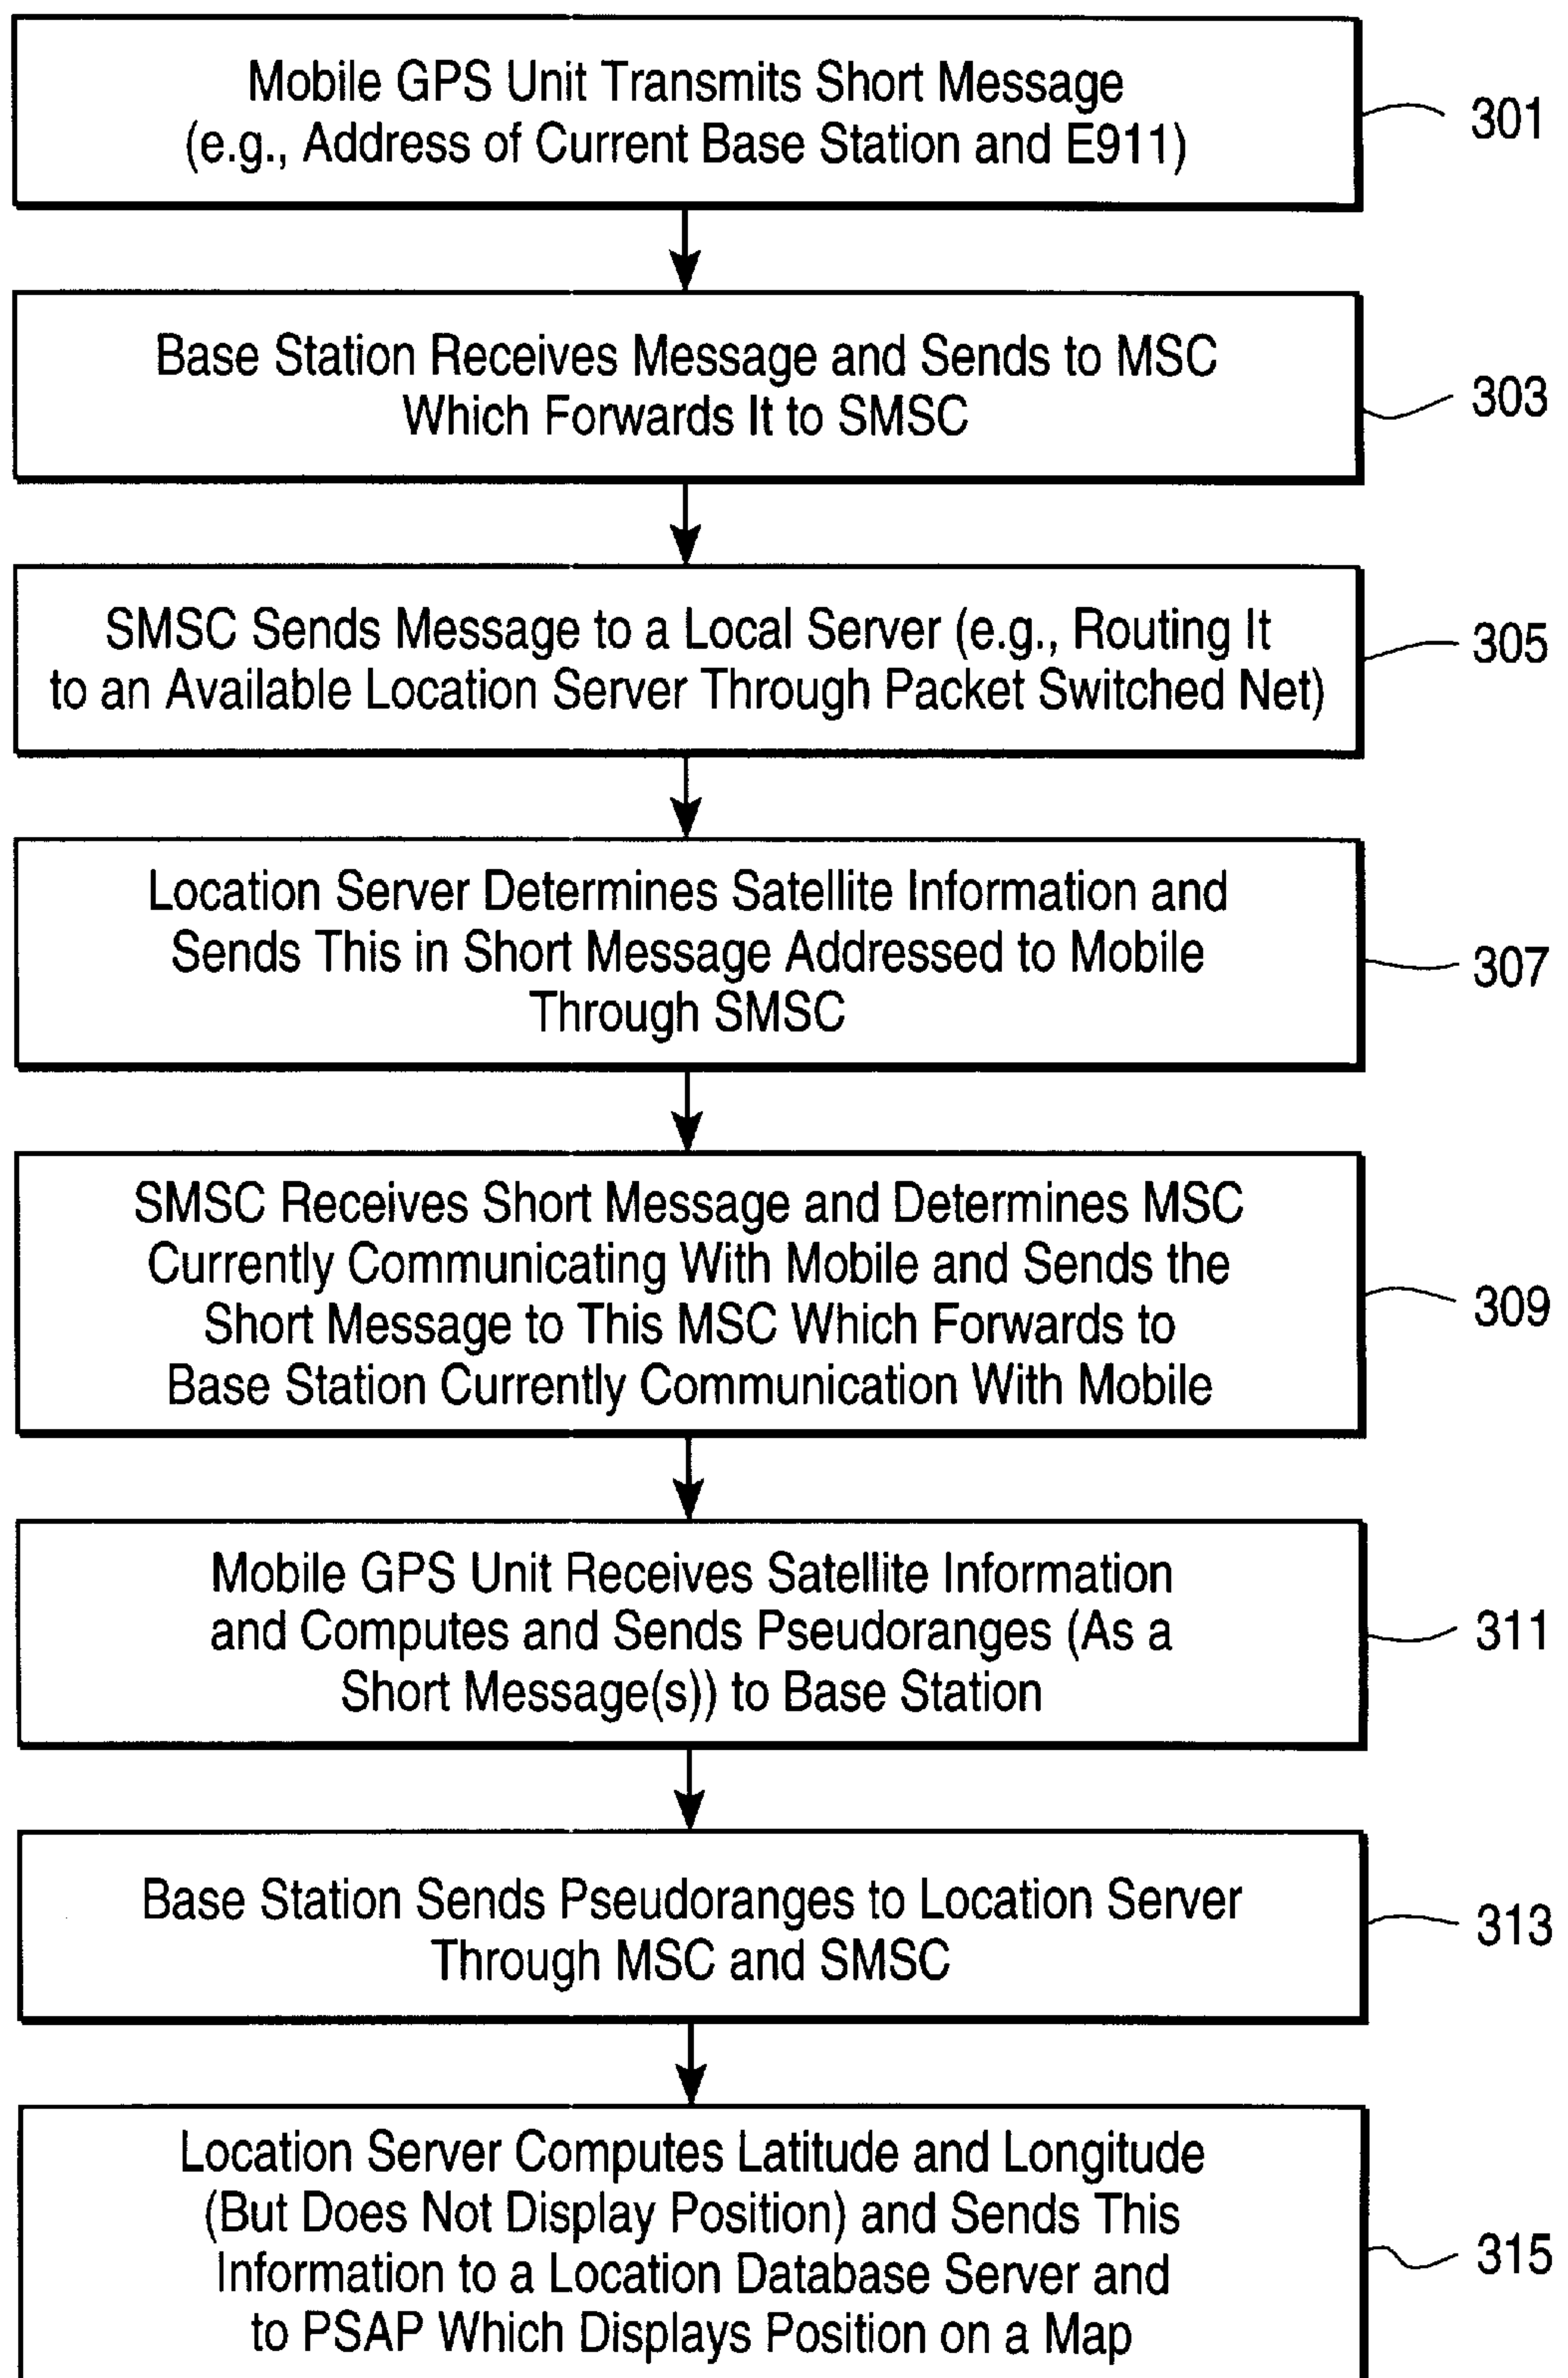 Mobile GPS Unit Transmits Short Message
(e.g., Address of Current Base Station and E911)
301
Base Station Receives Message and Sends to MSC
Which Forwards It to SMSC
303
SMSC Sends Message to a Local Server (e.g., Routing It
to an Available Location Server Through Packet Switched Net)
305
Location Server Determines Satellite Information and
Sends This in Short Message Addressed to Mobile
Through SMSC
307
SMSC Receives Short Message and Determines MSC
Currently Communicating With Mobile and Sends the
Short Message to This MSC Which Forwards to
Base Station Currently Communication With Mobile
309
Mobile GPS Unit Receives Satellite Information
and Computes and Sends Pseudoranges (As a
Short Message(s)) to Base Station
311
Base Station Sends Pseudoranges to Location Server
Through MSC and SMSC
313
Location Server Computes Latitude and Longitude
(But Does Not Display Position) and Sends This
Information to a Location Database Server and
to PSAP Which Displays Position on a Map
315